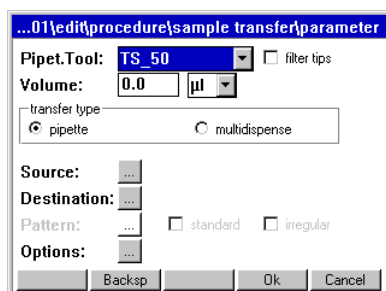 ...01\edit\procedure\sample transfer\parameter
Pipet.Tool: TS_50 filter tips
Volume: 0.0 µl
transfer type
pipette multidispense
Source: ...
Destination: ...
Pattern: ... standard irregular
Options: ...
Backsp Ok Cancel